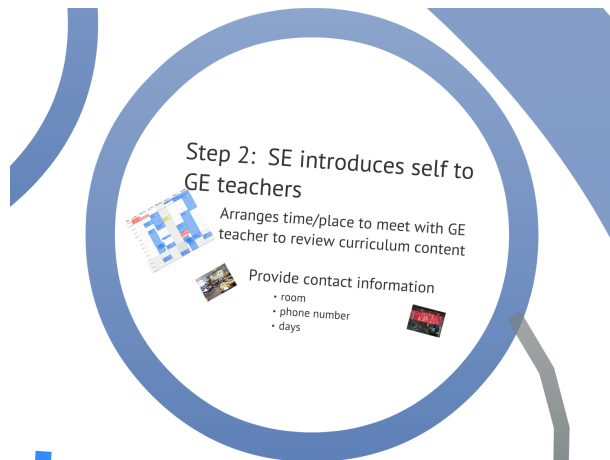 Step 2: SE introduces self to
GE teachers
Arranges time/place to meet with GE
teacher to review curriculum content
Provide contact information
• room
• phone number
• days